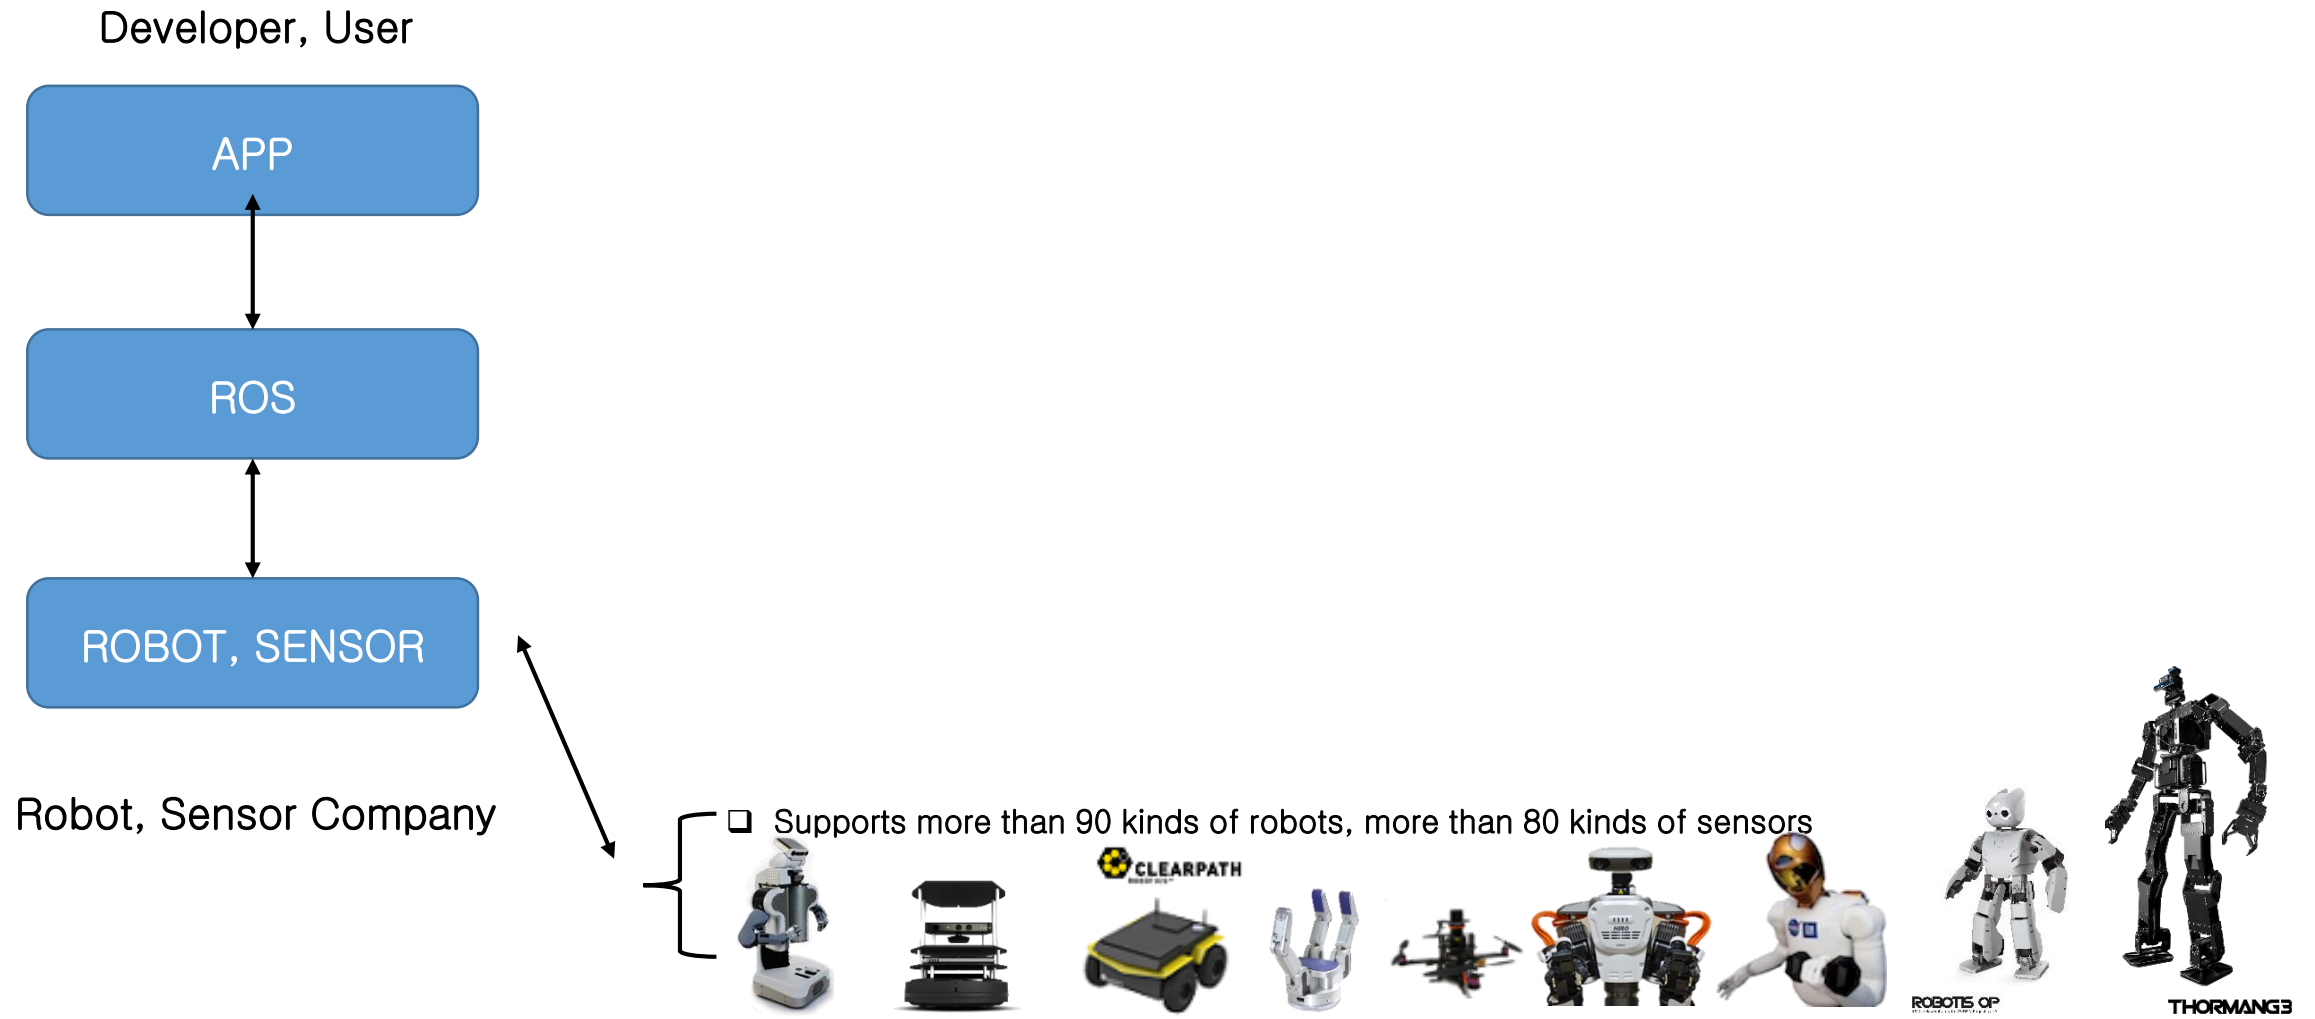 Developer, User
APP
ROS
ROBOT, SENSOR
Robot, Sensor Company
❑ Supports more than 90 kinds of robots, more than 80 kinds of sensors
CLEARPATH
HIRO
ROBOTIS OP
THORMANG3